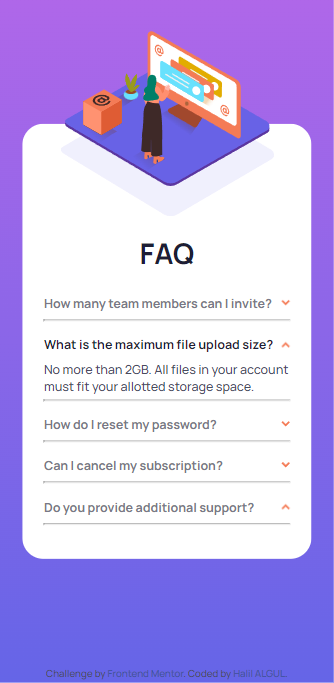 @
@
@
FAQ
How many team members can I invite?
What is the maximum file upload size?
No more than 2GB. All files in your account
must fit your allotted storage space.
How do I reset my password?
Can I cancel my subscription?
Do you provide additional support?
Challenge by Frontend Mentor. Coded by Halil ALGUL.